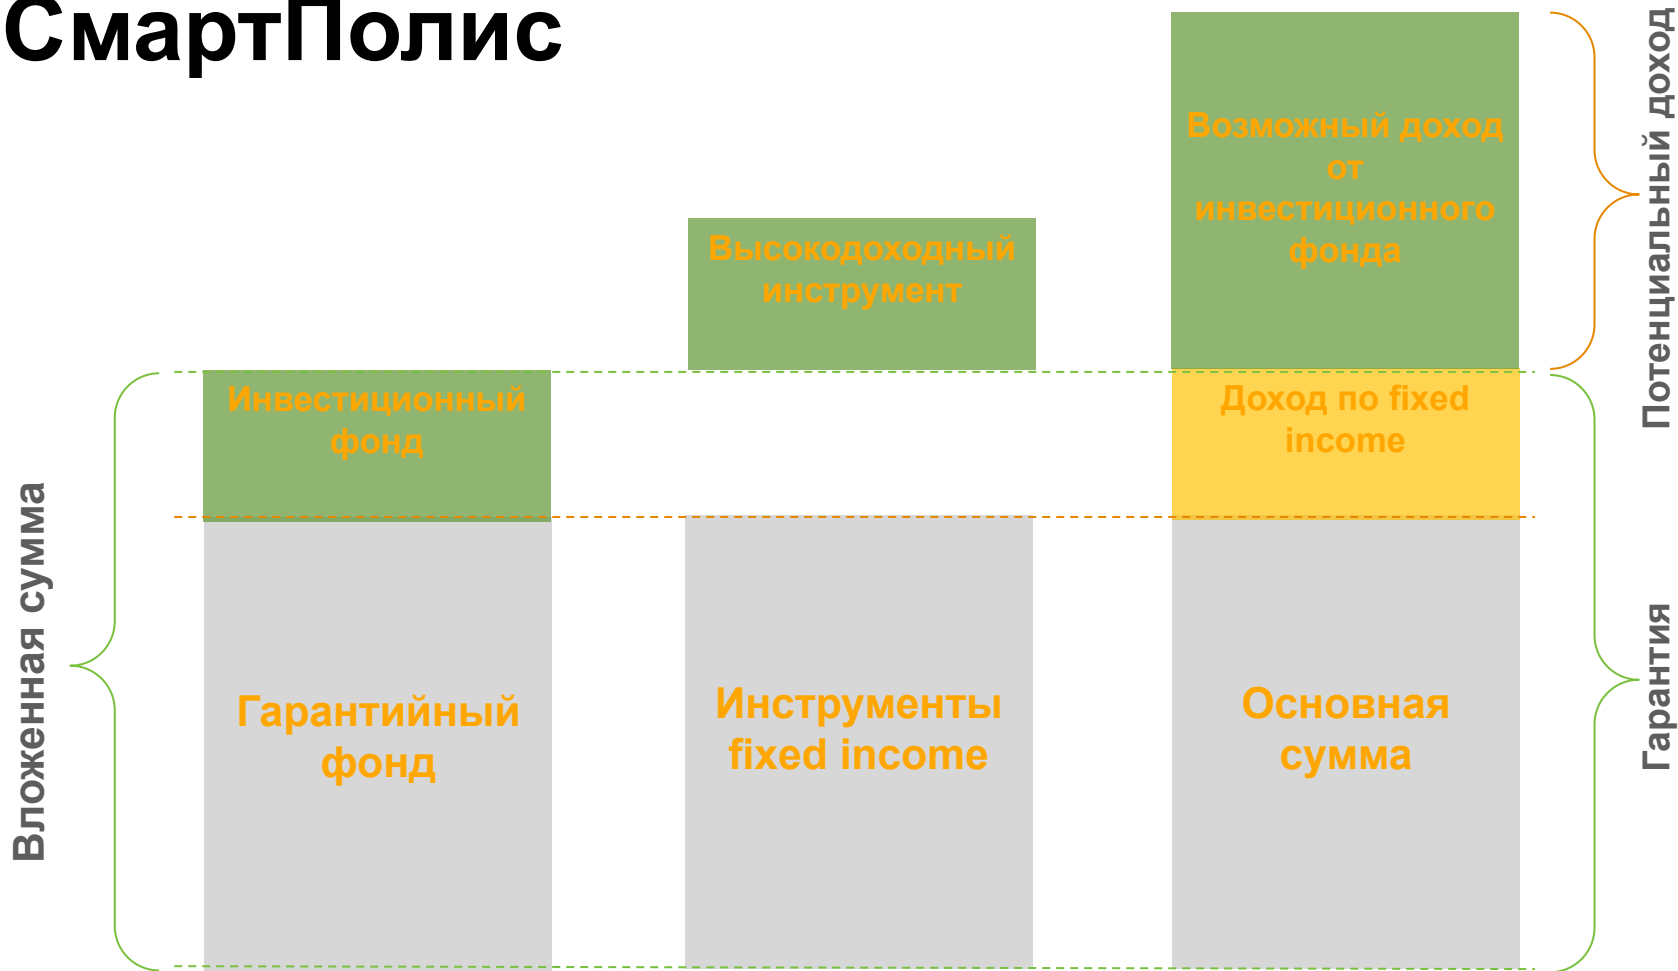 СмартПолис
Возможный доход
от
инвестиционного
фонда
Потенциальный доход
Высокодоходный
инструмент
Инвестиционный
фонд
Доход по fixed
income
Вложенная сумма
Гарантийный
фонд
Инструменты
fixed income
Основная
сумма
Гарантия